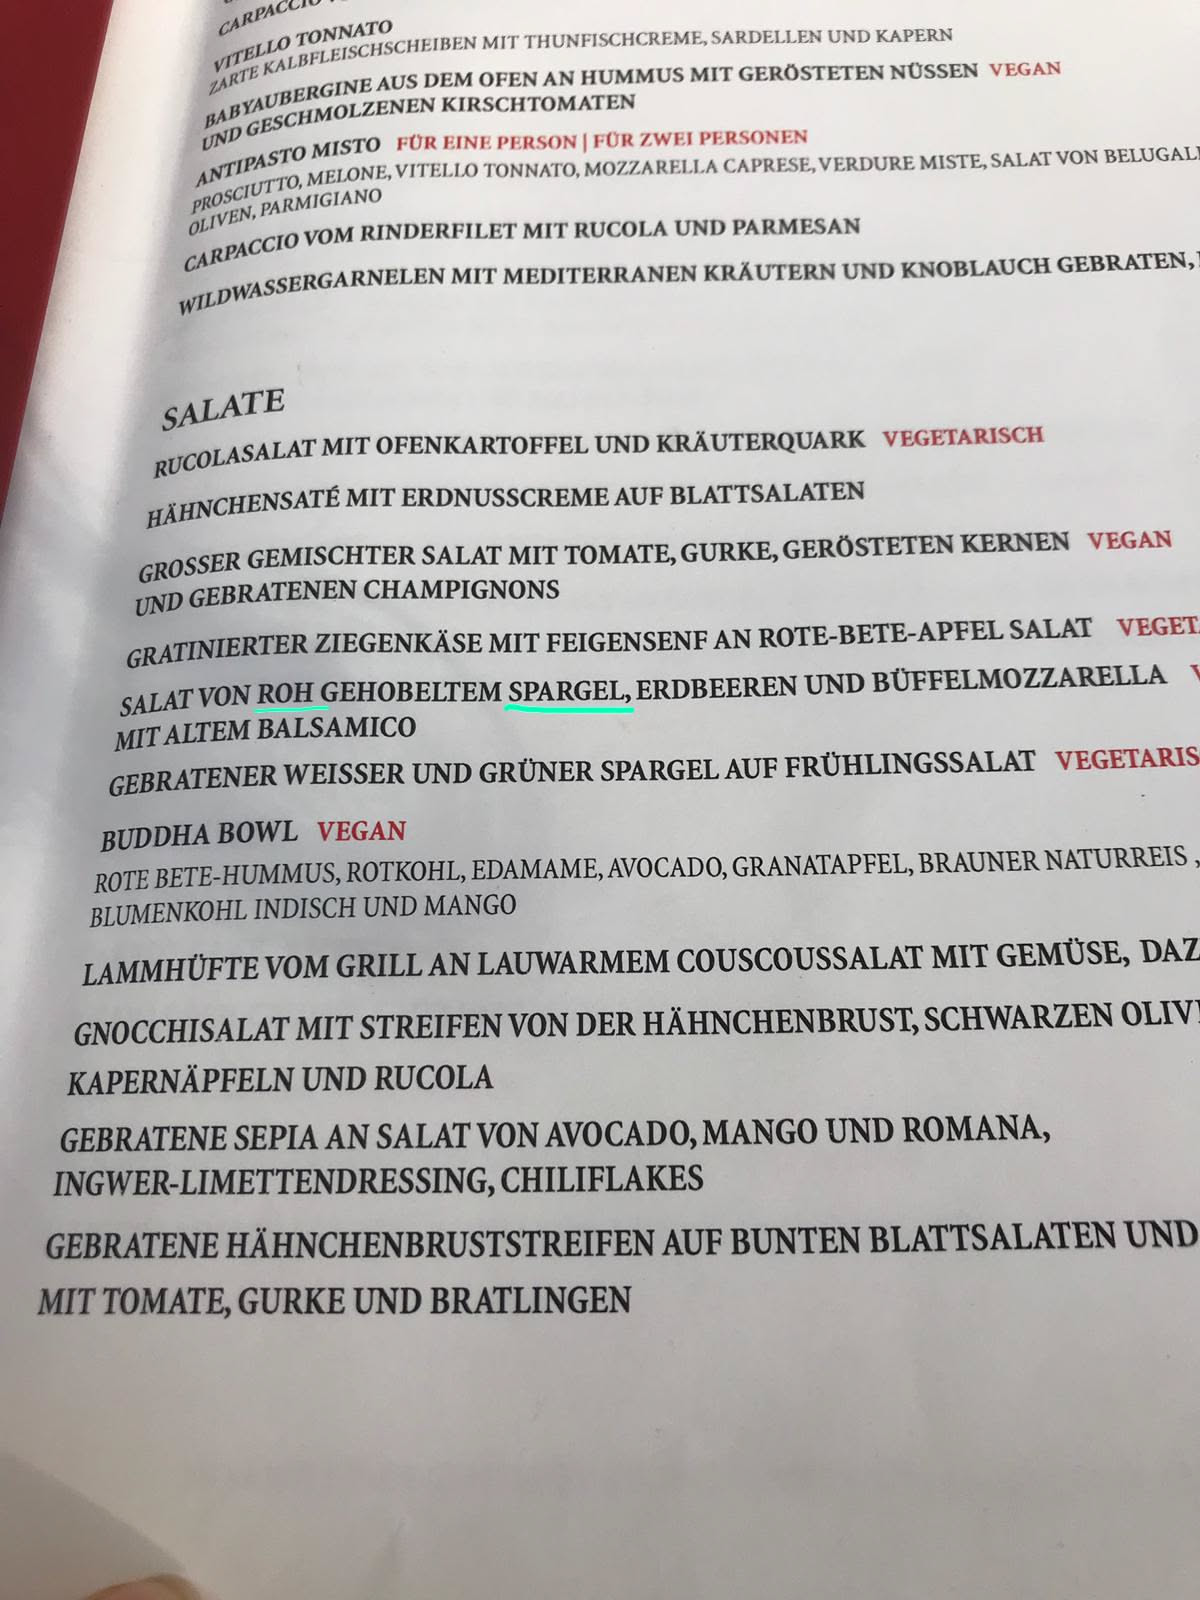 CARPACCIO
VITELLO TONNATO
ZARTE KALBFLEISCHSCHEIBEN MIT THUNFISCHCREME, SARDELLEN UND KAPERN
BABYAUBERGINE AUS DEM OFEN AN HUMMUS MIT GERÖSTETEN NÜSSEN VEGAN
UND GESCHMOLZENEN KIRSCHTOMATEN
ANTIPASTO MISTO FÜR EINE PERSON | FÜR ZWEI PERSONEN
PROSCIUTTO, MELONE, VITELLO TONNATO, MOZZARELLA CAPRESE, VERDURE MISTE, SALAT VON
OLIVEN, PARMIGIANO
CARPACCIO VOM RINDERFILET MIT RUCOLA UND PARMESAN
WILDWASSERGARNELEN MIT MEDITERRANEN KRÄUTERN UND KNOBLAUCH GEBRATEN,
SALATE
RUCOLASALAT MIT OFENKARTOFFEL UND KRÄUTERQUARK VEGETARISCH
HÄHNCHENSATÉ MIT ERDNUSSCREME AUF BLATTSALATEN
GROSSER GEMISCHTER SALAT MIT TOMATE, GURKE, GERÖSTETEN KERNEN VEGAN
UND GEBRATENEN CHAMPIGNONS
GRATINIERTER ZIEGENKÄSE MIT FEIGENSENF AN ROTE-BETE-APFEL SALAT VEGET
SALAT VON ROH GEHOBELTEM SPARGEL, ERDBEEREN UND BÜFFELMOZZARELLA V
MIT ALTEM BALSAMICO
GEBRATENER WEISSER UND GRÜNER SPARGEL AUF FRÜHLINGSSALAT VEGETARIS
BUDDHA BOWL VEGAN
ROTE BETE-HUMMUS, ROTKOHL, EDAMAME, AVOCADO, GRANATAPFEL, BRAUNER NATURREIS ,
BLUMENKOHL INDISCH UND MANGO
LAMMHÜFTE VOM GRILL AN LAUWARMEM COUSCOUSSALAT MIT GEMÜSE, DAZ
GNOCCHISALAT MIT STREIFEN VON DER HÄHNCHENBRUST, SCHWARZEN OLIV
KAPERNÄPFELN UND RUCOLA
GEBRATENE SEPIA AN SALAT VON AVOCADO, MANGO UND ROMANA,
INGWER-LIMETTENDRESSING, CHILIFLAKES
GEBRATENE HÄHNCHENBRUSTSTREIFEN AUF BUNTEN BLATTSALATEN UND
MIT TOMATE, GURKE UND BRATLINGEN